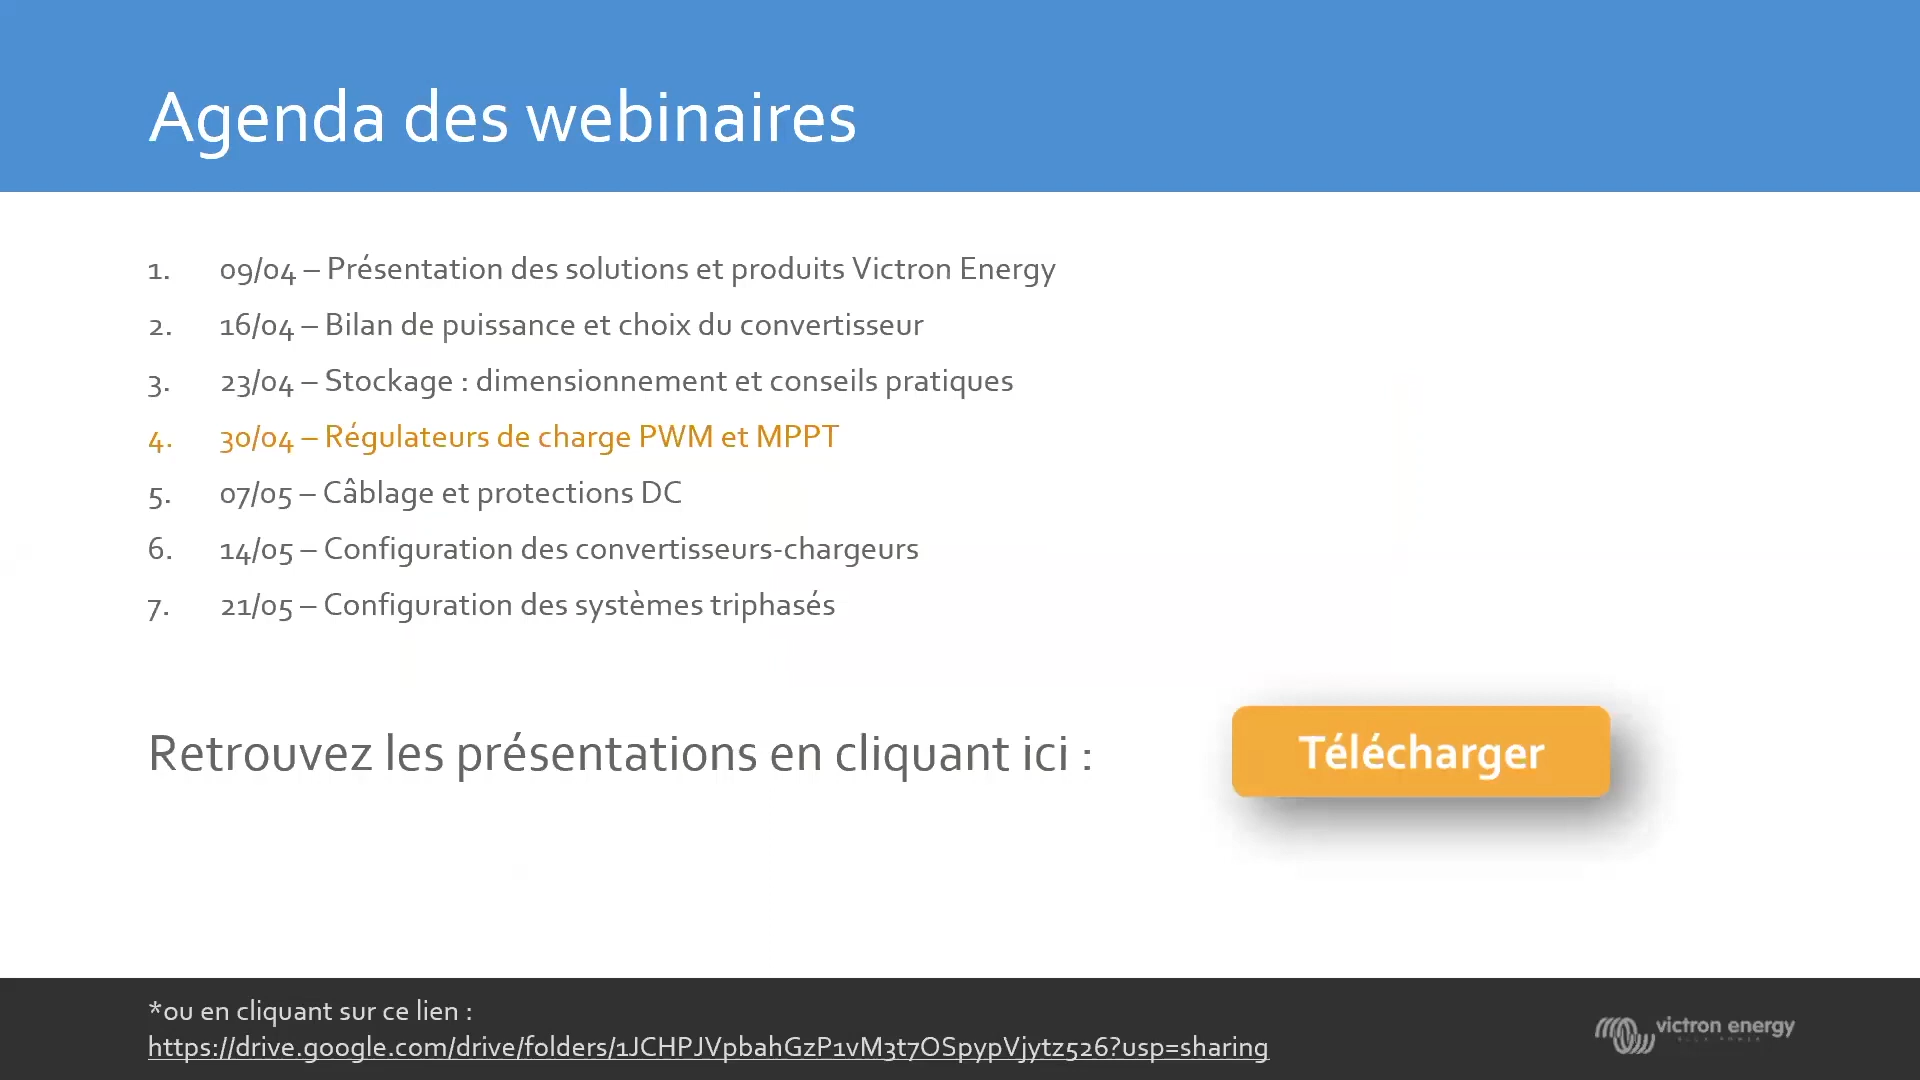 Agenda des webinaires
1. 09/04 – Présentation des solutions et produits Victron Energy
2. 16/04 – Bilan de puissance et choix du convertisseur
3. 23/04 – Stockage : dimensionnement et conseils pratiques
4. 30/04 – Régulateurs de charge PWM et MPPT
5. 07/05 – Câblage et protections DC
6. 14/05 – Configuration des convertisseurs-chargeurs
7. 21/05 – Configuration des systèmes triphasés
Retrouvez les présentations en cliquant ici :
Télécharger
*ou en cliquant sur ce lien :
https://drive.google.com/drive/folders/1JCHPJVpbahGzP1vM3t7OSpypVjytz526?usp=sharing
victron energy